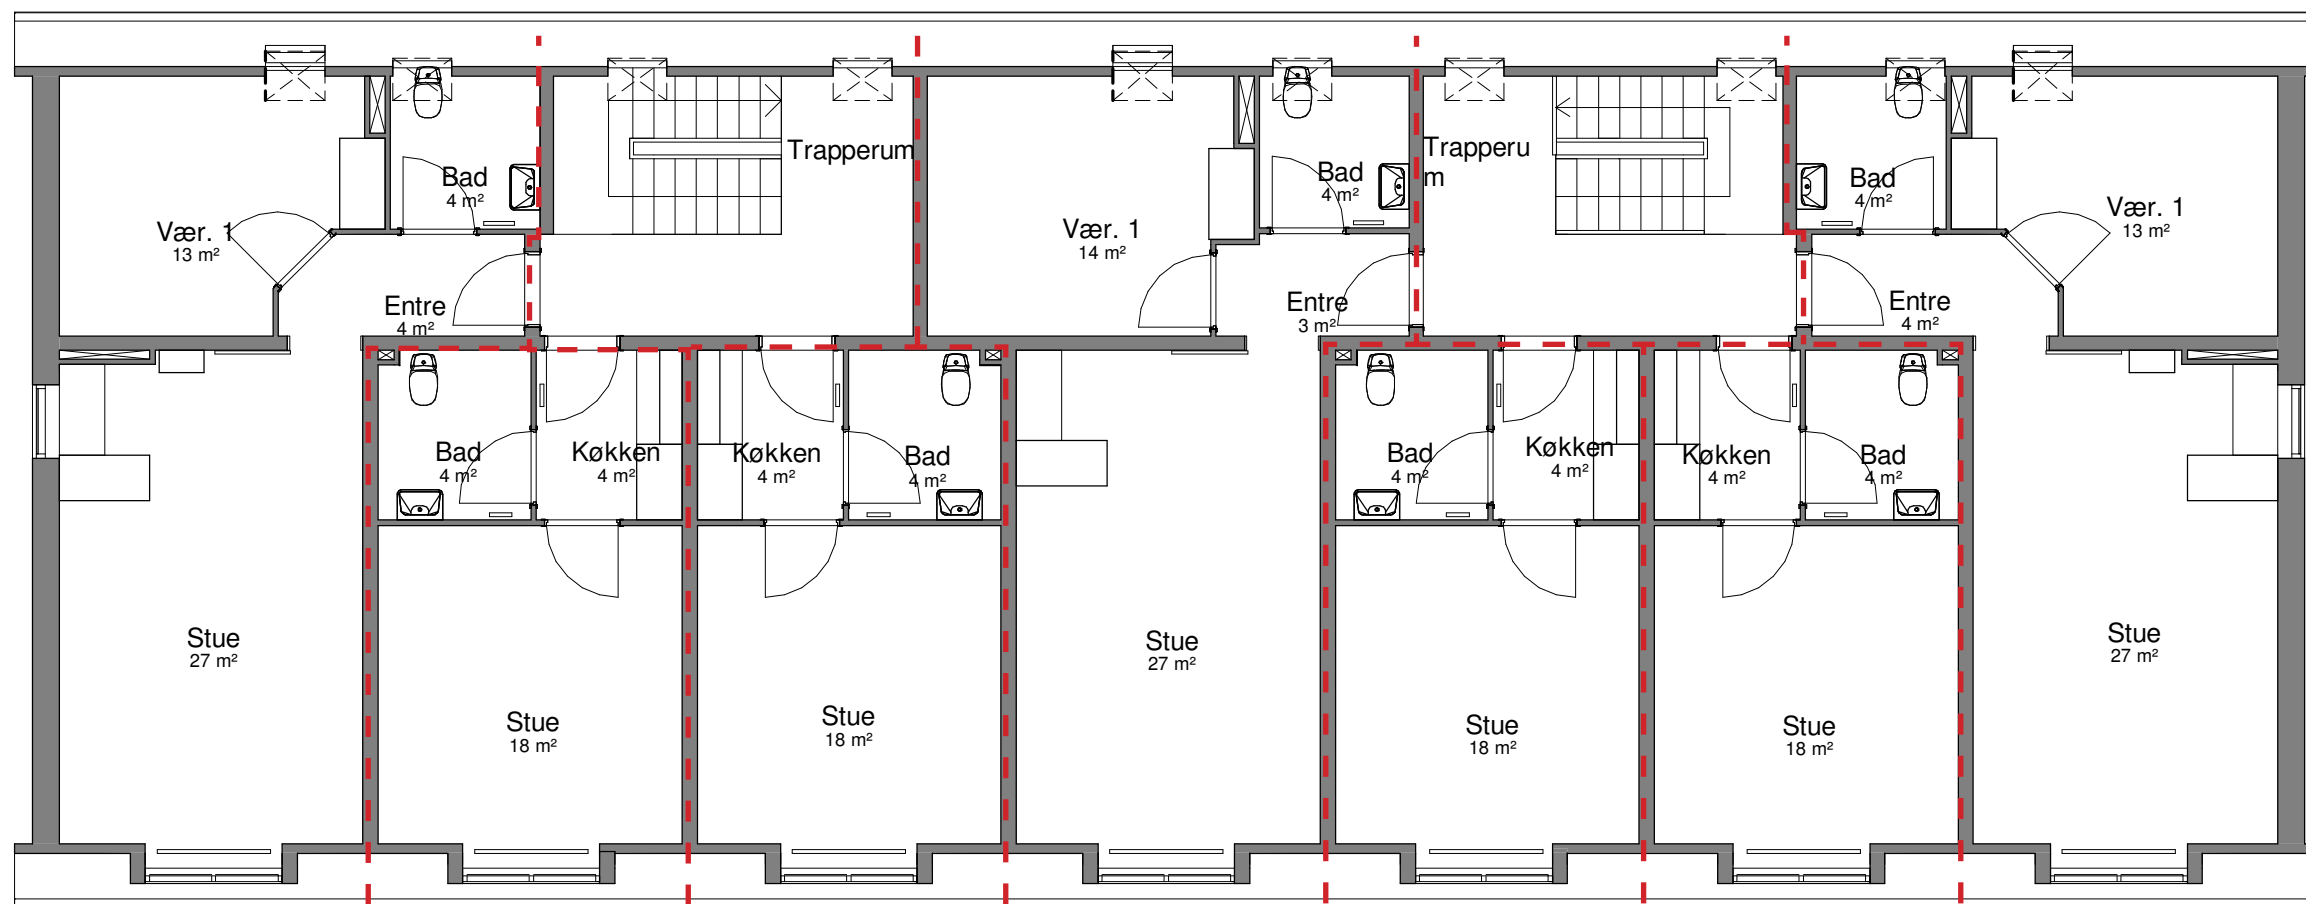 Trapperum
Trapperu
m
Bad
4 m²
Bad
4 m²
Bad
4 m²
Vær. 1
13 m²
Vær. 1
14 m²
Vær. 1
13 m²
Entre
4 m²
Entre
3 m²
Entre
4 m²
Bad
4 m²
Køkken
4 m²
Køkken
4 m²
Bad
4 m²
Bad
4 m²
Køkken
4 m²
Køkken
4 m²
Bad
4 m²
Stue
27 m²
Stue
18 m²
Stue
18 m²
Stue
27 m²
Stue
18 m²
Stue
18 m²
Stue
27 m²